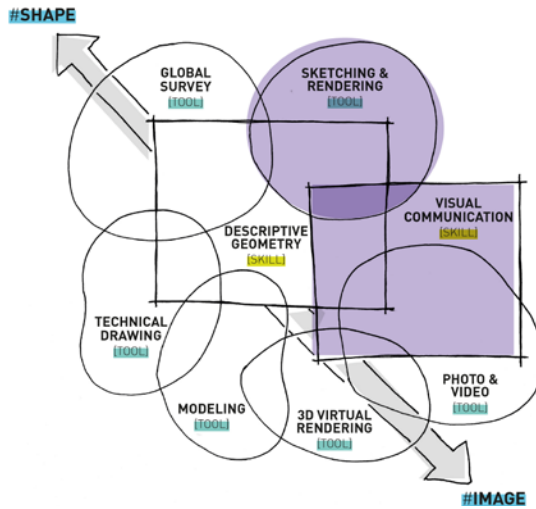 #SHAPE
GLOBAL
SURVEY
[TOOL]
SKETCHING &
RENDERING
[TOOL]
VISUAL
COMMUNICATION
[SKILL]
DESCRIPTIVE
GEOMETRY
[SKILL]
TECHNICAL
DRAWING
[TOOL]
MODELING
[TOOL]
3D VIRTUAL
RENDERING
[TOOL]
PHOTO &
VIDEO
[TOOL]
#IMAGE